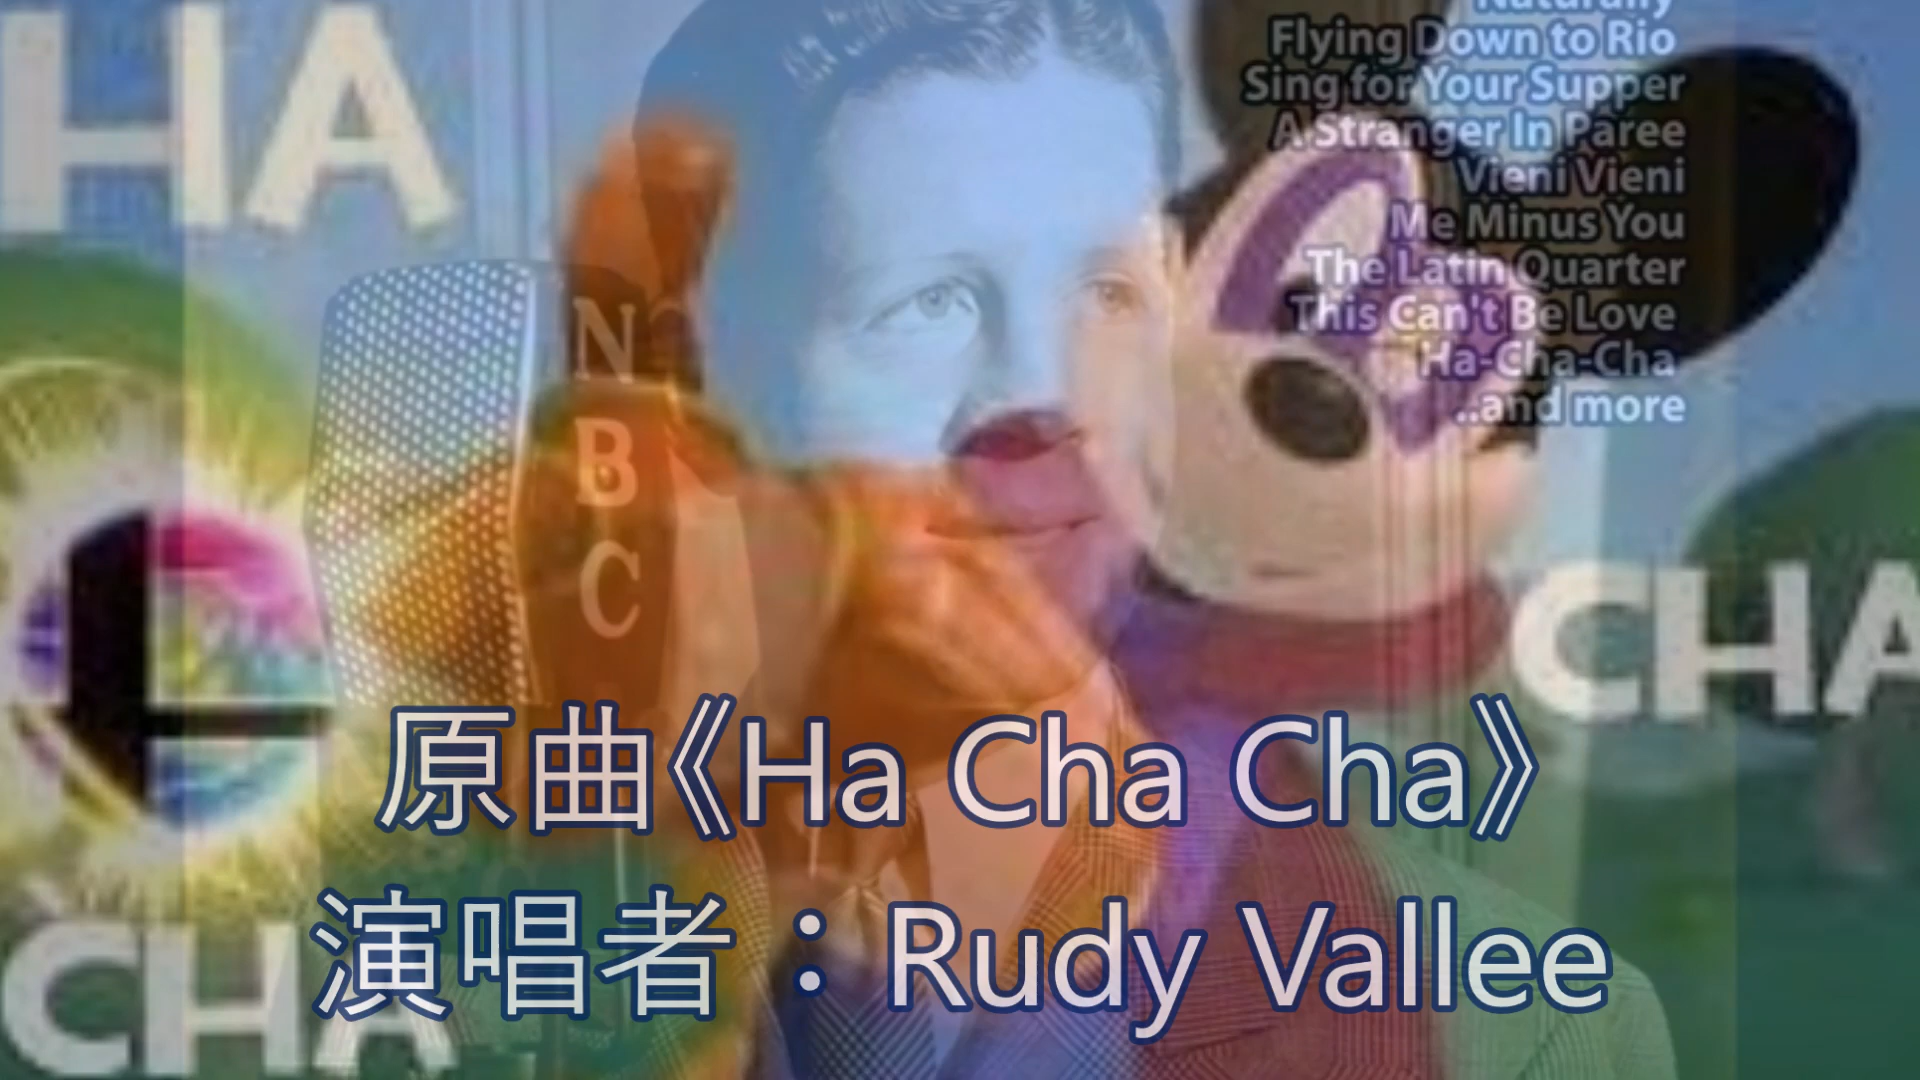 HA
Naturally
Flying Down to Rio
Sing for Your Supper
A Stranger In Paree
Vieni Vieni
Me Minus You
The Latin Quarter
This Can't Be Love
Ha-Cha-Cha
..and more
N
B
C
CHA
原曲《Ha Cha Cha》
演唱者：Rudy Vallee
CHA